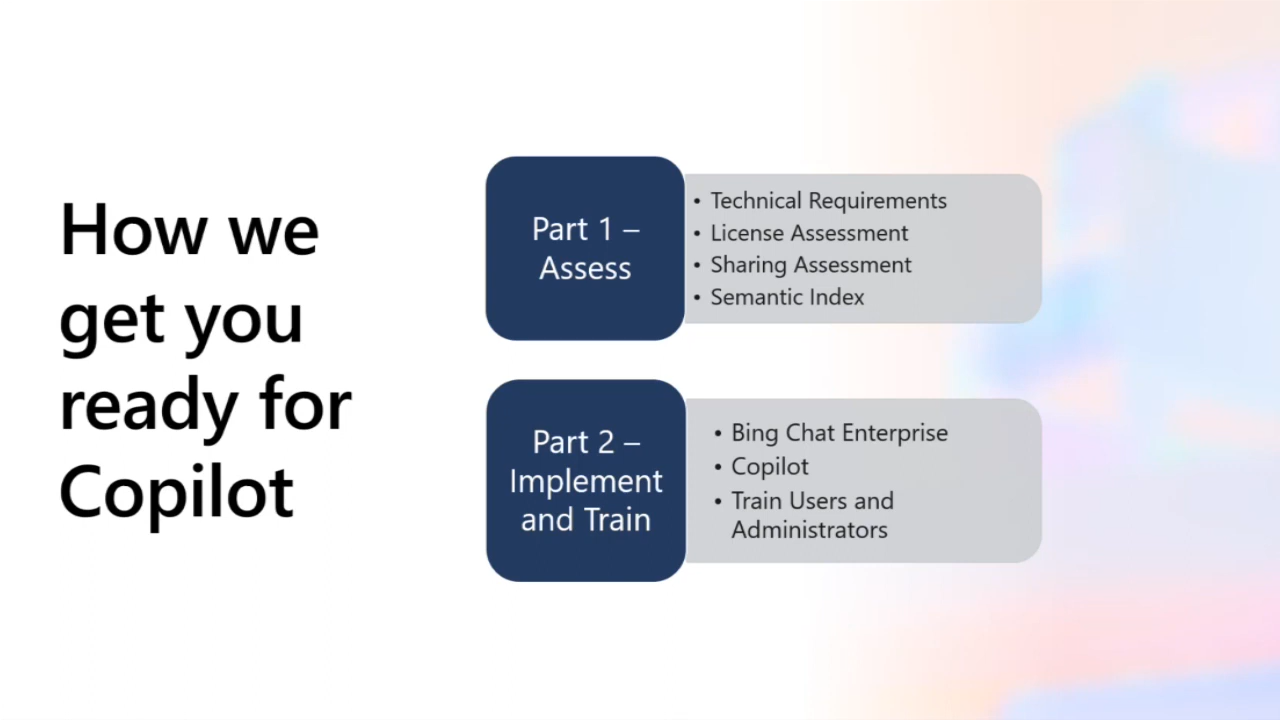 How we
get you
ready for
Copilot
Part 1 –
Assess
• Technical Requirements
• License Assessment
• Sharing Assessment
• Semantic Index
Part 2 –
Implement
and Train
• Bing Chat Enterprise
• Copilot
• Train Users and
Administrators